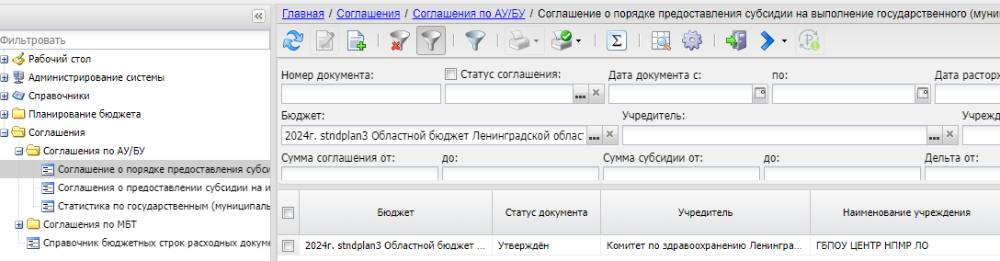 Главная / Соглашения / Соглашения по АУ/БУ / Соглашение о порядке предоставления субсидии на выполнение государственного (муни
Фильтровать
Рабочий стол
Администрирование системы
Справочники
Планирование бюджета
Соглашения
Соглашения по АУ/БУ
Соглашение о порядке предоставления субси
Соглашения о предоставлении субсидии на и
Статистика по государственным (муниципаль
Соглашения по МБТ
Справочник бюджетных строк расходных докуме
Номер документа: Статус соглашения: Дата документа с: по: Дата расторж
Бюджет: Учредитель: Учрежд
2024г. stndplan3 Областной бюджет Ленинградской област
Сумма соглашения от: до: Сумма субсидии от: до: Дельта от:
Бюджет Статус документа Учредитель Наименование учреждения
2024г. stndplan3 Областной бюджет ... Утверждён Комитет по здравоохранению Ленингра... ГБПОУ ЦЕНТР НПМР ЛО